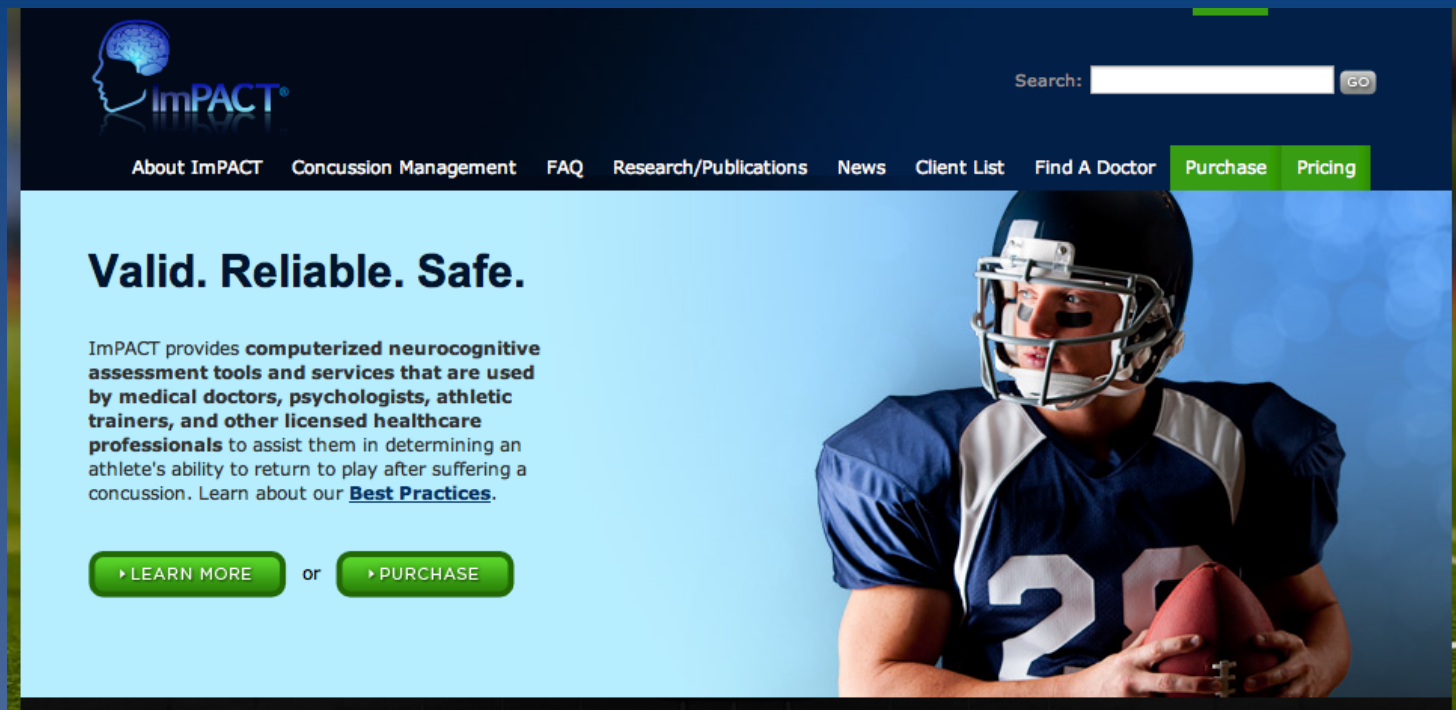 ImPACT®
Search:
GO
About ImPACT Concussion Management FAQ Research/Publications News Client List Find A Doctor Purchase Pricing
Valid. Reliable. Safe.
ImPACT provides computerized neurocognitive
assessment tools and services that are used
by medical doctors, psychologists, athletic
trainers, and other licensed healthcare
professionals to assist them in determining an
athlete's ability to return to play after suffering a
concussion. Learn about our Best Practices.
LEARN MORE or PURCHASE